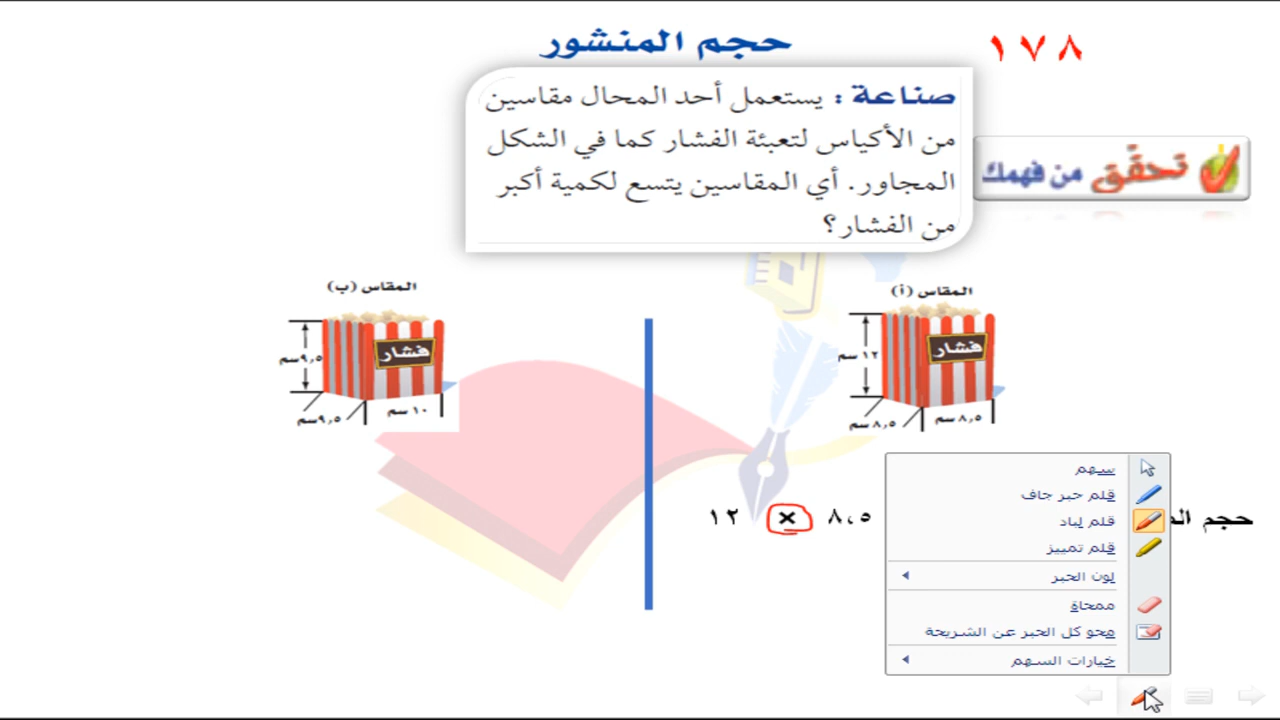 حجم المنشور
١٧٨
صناعة : يستعمل أحد المحال مقاسين
من الأكياس لتعبئة الفشار كما في الشكل
المجاور. أي المقاسين يتسع لكمية أكبر
من الفشار؟
تحقق من فهمك
المقاس (أ)
فشار
١٢ سم
٨,٥ سم
٨,٥ سم
المقاس (ب)
فشار
٩,٥ سم
٩,٥ سم
١٠ سم
حجم
٨،٥ × ١٢
سهم
قلم حبر جاف
قلم لباد
قلم تمييز
لون الحبر
ممحاة
محو كل الحبر عن الشريحة
خيارات السهم